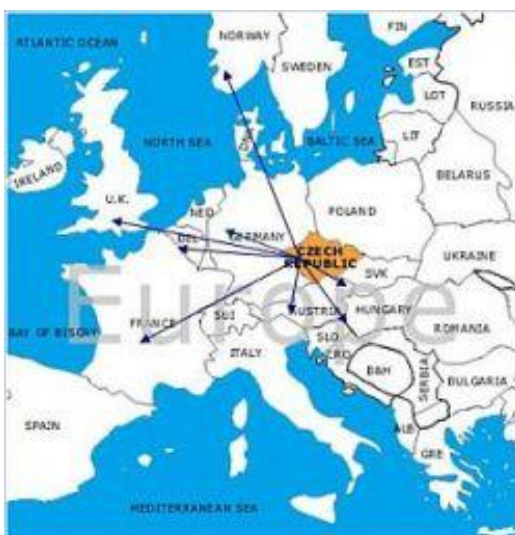 FIN
NORWAY
ATLANTIC OCEAN
SWEDEN
EST
LOT
RUSSIA
NORTH SEA
BALTIC SEA
LIT
IRELAND
BELARUS
U.K.
NED
POLAND
GERMANY
BEL
CZECH
REPUBLIC
UKRAINE
SVK
Europe
AUSTRIA
HUNGARY
BAY OF BISCAY
FRANCE
SUI
ROMANIA
SLO
CRO
ITALY
B&H
SERBIA
BULGARIA
SPAIN
ALB
GRE
MEDITERRANEAN SEA